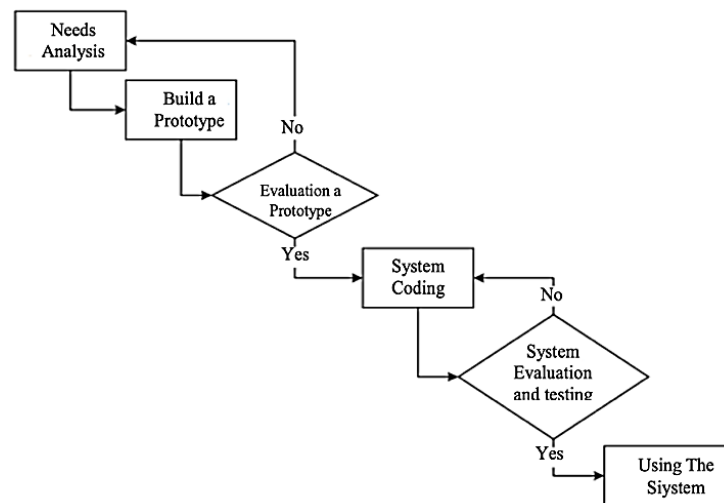 Needs
Analysis
Build a
Prototype
No
Evaluation a
Prototype
Yes
System
Coding
No
System
Evaluation
and testing
Yes
Using The
Siystem